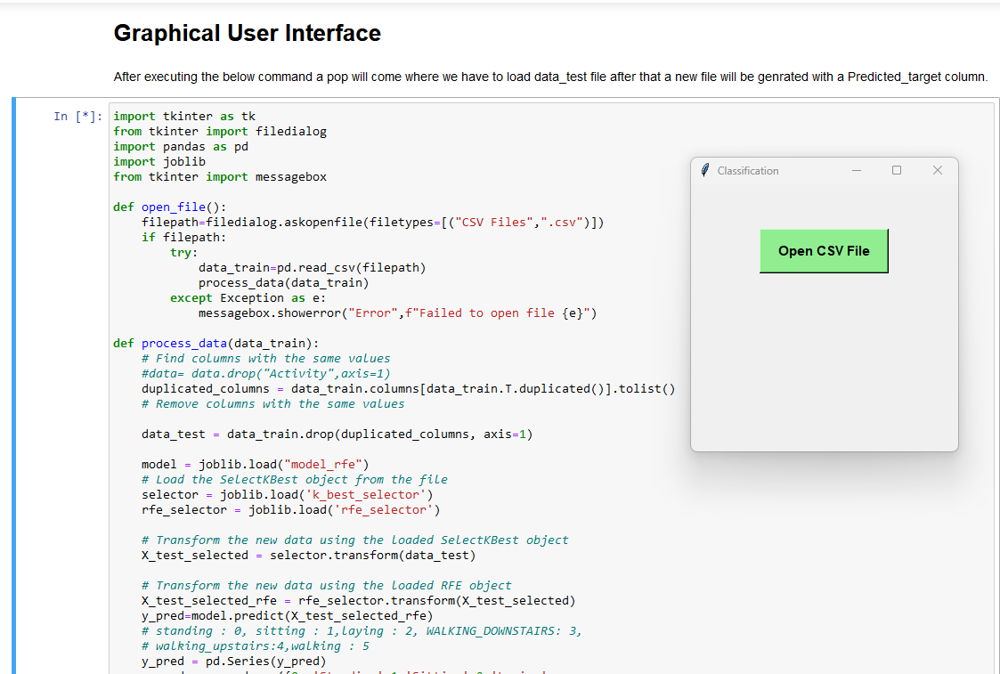 Graphical User Interface
After executing the below command a pop will come where we have to load data_test file after that a new file will be genrated with a Predicted_target column.
In [*]:
import tkinter as tk
from tkinter import filedialog
import pandas as pd
import joblib
from tkinter import messagebox
def open_file():
    filepath=filedialog.askopenfile(filetypes=[("CSV Files",".csv")])
    if filepath:
        try:
            data_train=pd.read_csv(filepath)
            process_data(data_train)
        except Exception as e:
            messagebox.showerror("Error",f"Failed to open file {e}")
def process_data(data_train):
    # Find columns with the same values
    #data= data.drop("Activity",axis=1)
    duplicated_columns = data_train.columns[data_train.T.duplicated()].tolist()
    # Remove columns with the same values
    data_test = data_train.drop(duplicated_columns, axis=1)
    model = joblib.load("model_rfe")
    # Load the SelectKBest object from the file
    selector = joblib.load('k_best_selector')
    rfe_selector = joblib.load('rfe_selector')
    # Transform the new data using the loaded SelectKBest object
    X_test_selected = selector.transform(data_test)
    # Transform the new data using the loaded RFE object
    X_test_selected_rfe = rfe_selector.transform(X_test_selected)
    y_pred=model.predict(X_test_selected_rfe)
    # standing : 0, sitting : 1,laying : 2, WALKING_DOWNSTAIRS: 3,
    # walking_upstairs:4,walking : 5
    y_pred = pd.Series(y_pred)
Classification
Open CSV File